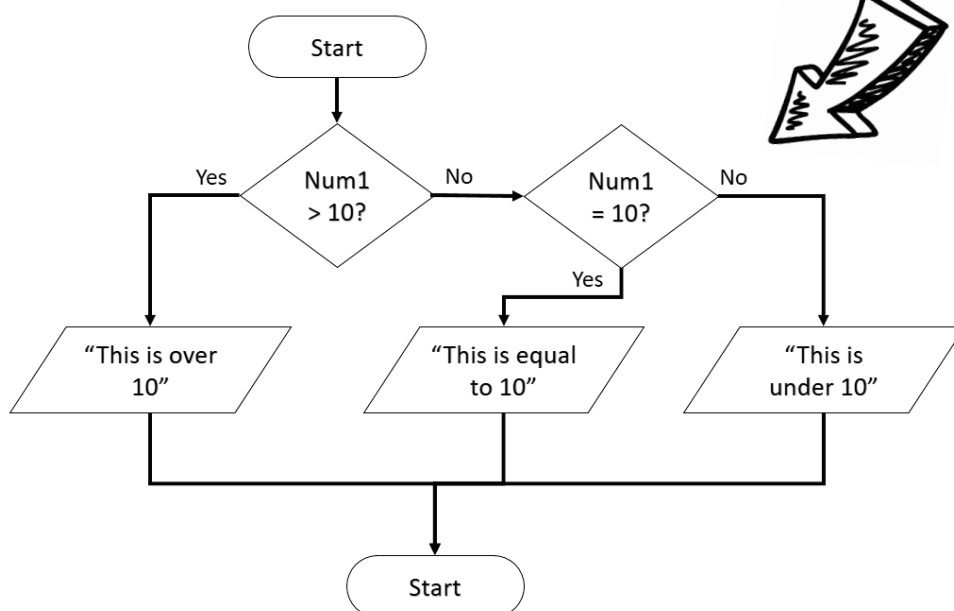 Start
Num1
> 10?
Yes
No
Num1
= 10?
No
Yes
“This is over
10”
“This is equal
to 10”
“This is
under 10”
Start